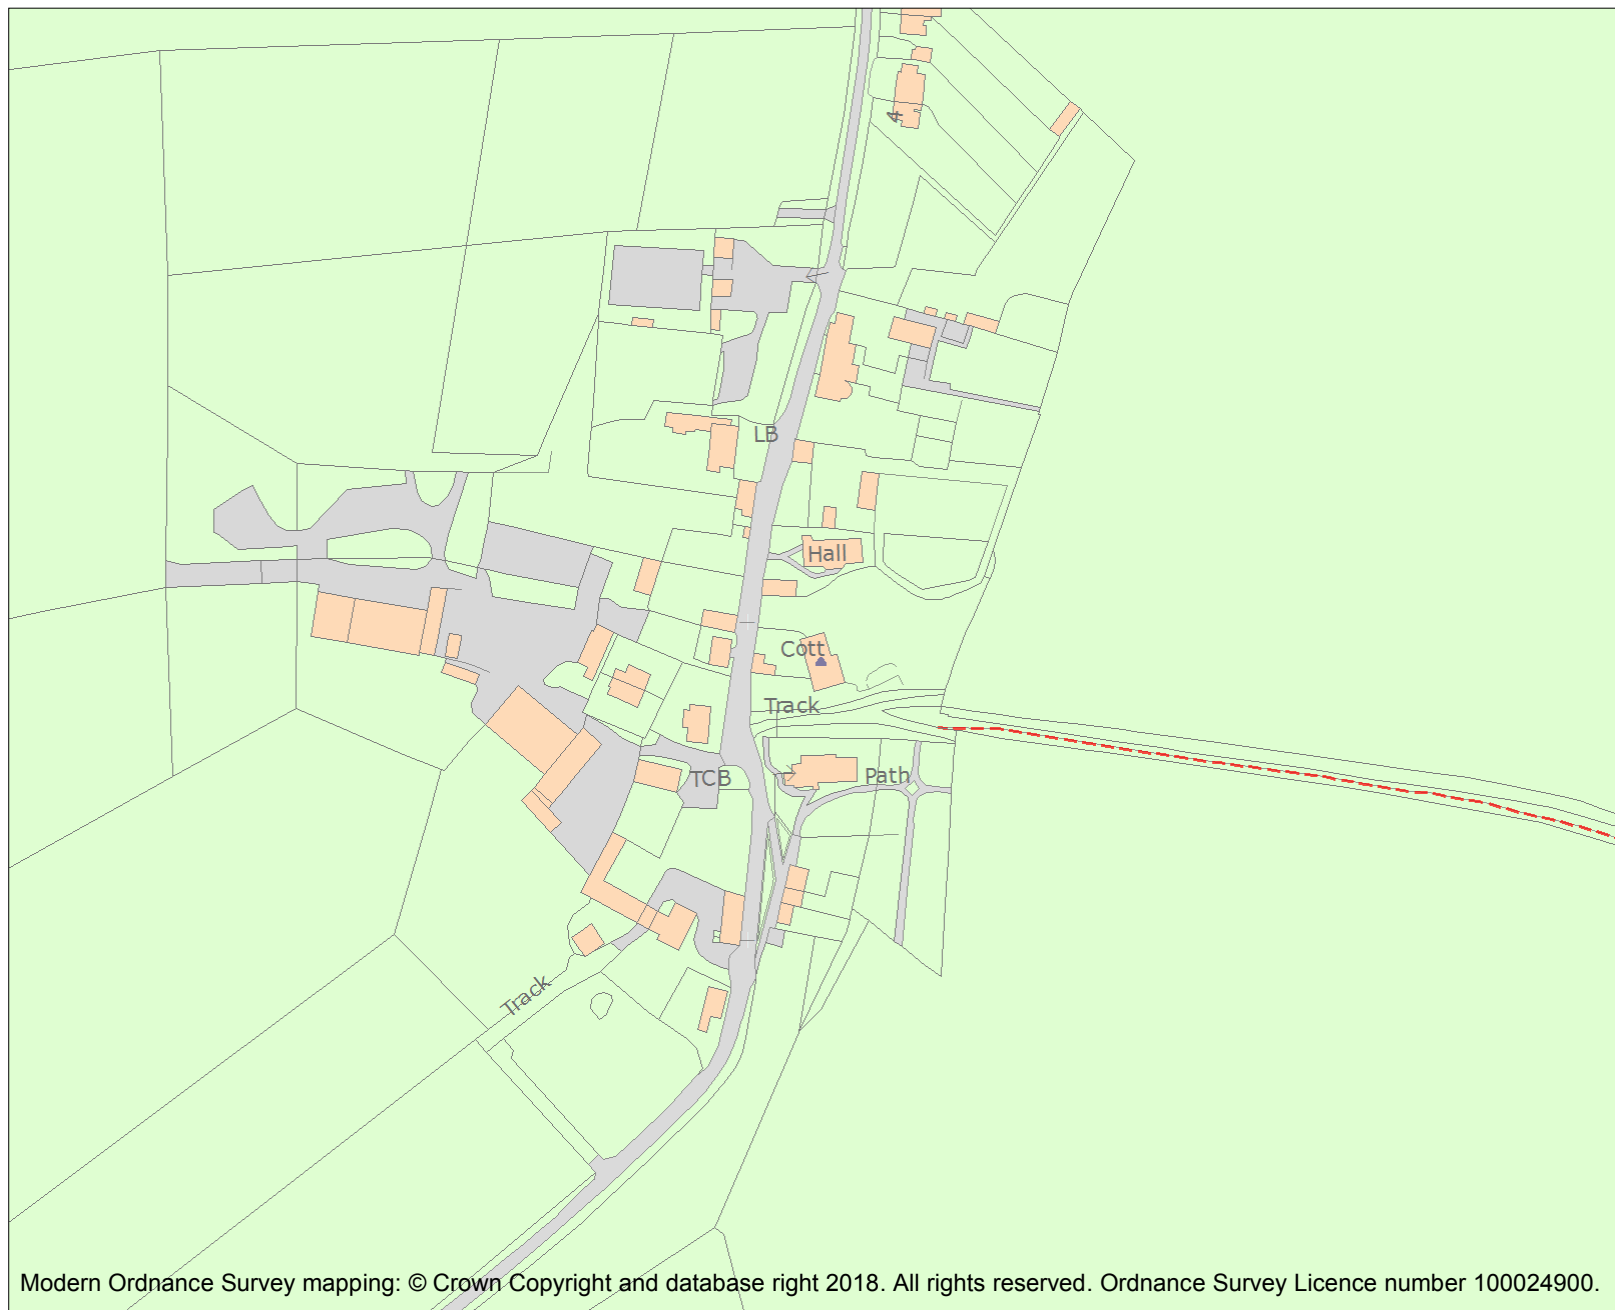 4
LB
Hall
Cott
Track
TCB
Path
Track
Modern Ordnance Survey mapping: © Crown Copyright and database right 2018. All rights reserved. Ordnance Survey Licence number 100024900.